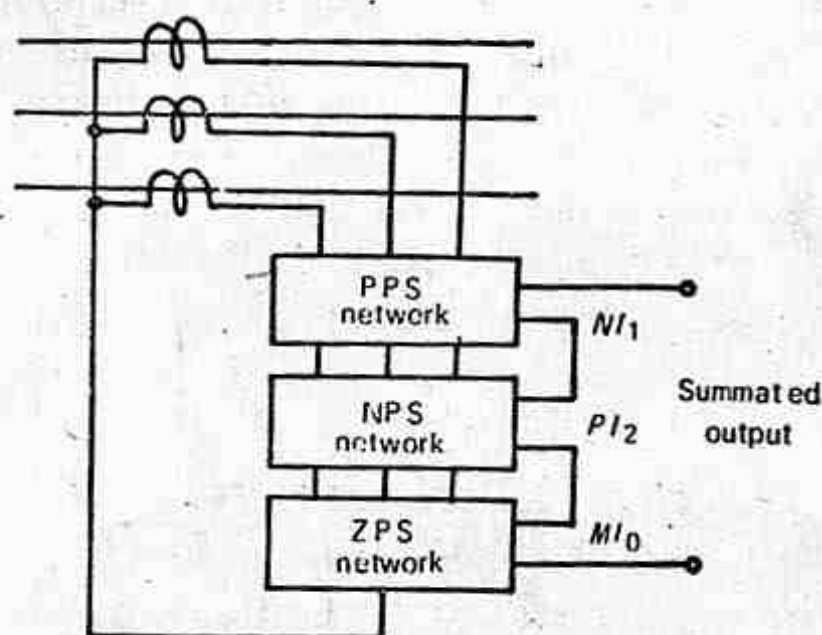 PPS
network
NI₁
NPS
network
PI₂
Summated
output
ZPS
network
MI₀